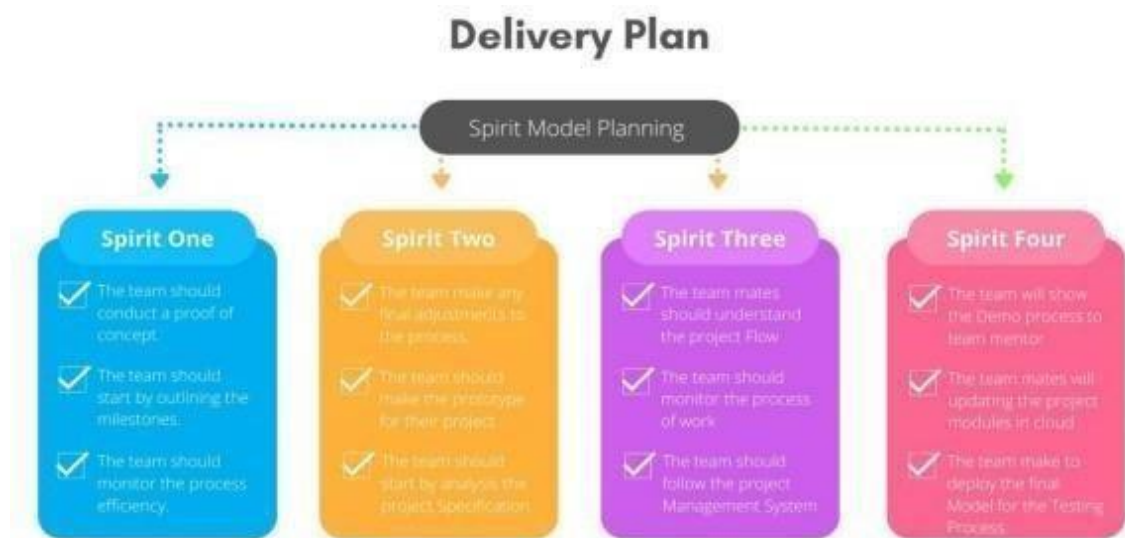 Delivery Plan
Spirit Model Planning
Spirit One
The team should
conduct a proof of
concept.
The team should
start by outlining the
milestones.
The team should
monitor the process
efficiency.
Spirit Two
The team make any
final adjustments to
the process.
The team should
make the prototype
for their project
The team should
start by analysis the
project Specification
Spirit Three
The team mates
should understand
the project Flow
The team should
monitor the process
of work
The team should
follow the project
Management System
Spirit Four
The team will show
the Demo process to
team mentor
The team mates will
updating the project
modules in cloud
The team make to
deploy the final
Model for the Testing
Process